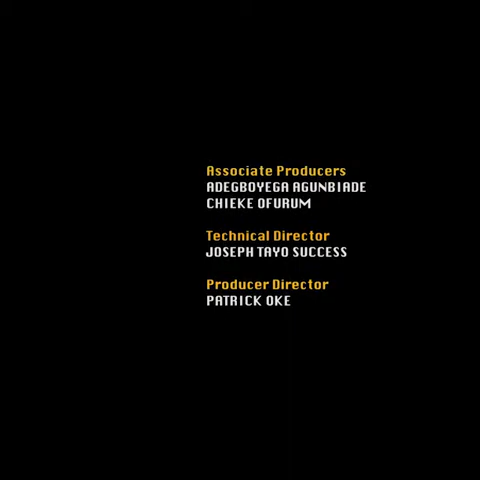 Associate Producers
ADEGBOYEGA AGUNBIADE
CHIEKE OFURUM
Technical Director
JOSEPH TAYO SUCCESS
Producer Director
PATRICK OKE